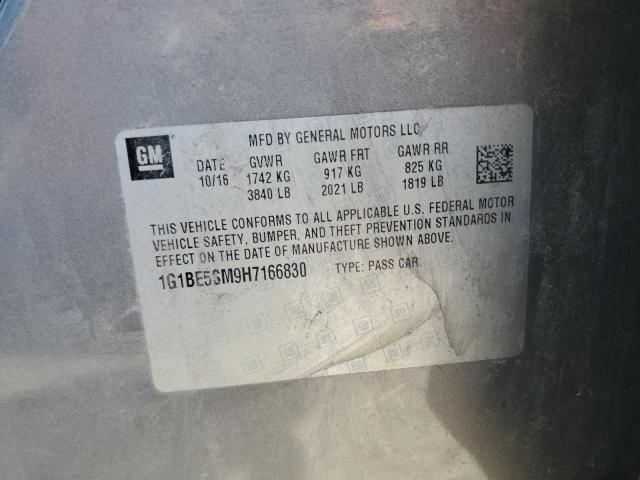 GM
MFD BY GENERAL MOTORS LLC
DATE GVWR GAWR FRT GAWR RR
10/16 1742 KG 917 KG 825 KG
3840 LB 2021 LB 1819 LB
THIS VEHICLE CONFORMS TO ALL APPLICABLE U.S. FEDERAL MOTOR
VEHICLE SAFETY, BUMPER, AND THEFT PREVENTION STANDARDS IN
EFFECT ON THE DATE OF MANUFACTURE SHOWN ABOVE.
1G1BE5SM9H7166830 TYPE: PASS CAR